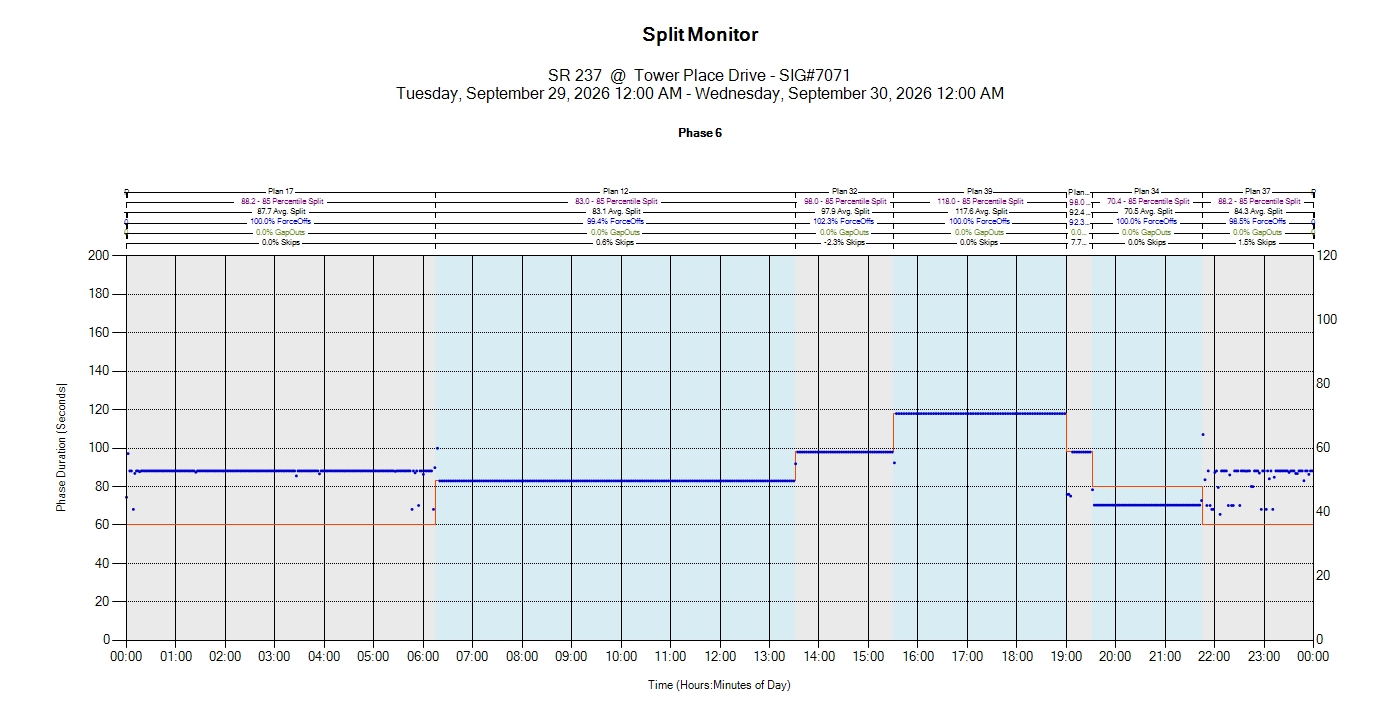 Split Monitor
SR 237 @ Tower Place Drive - SIG#7071
Tuesday, September 29, 2026 12:00 AM - Wednesday, September 30, 2026 12:00 AM
Phase 6
Plan 17 Plan 12 Plan 32 Plan 39 Plan... Plan 34 Plan 37
88.2 - 85 Percentile Split 83.0 - 85 Percentile Split 98.0 - 85 Percentile Split 118.0 - 85 Percentile Split 98.0... 70.4 - 85 Percentile Split 88.2 - 85 Percentile Split
87.7 Avg. Split 83.1 Avg. Split 97.9 Avg. Split 117.6 Avg. Split 92.4... 70.5 Avg. Split 84.3 Avg. Split
100.0% ForceOffs 99.4% ForceOffs 102.3% ForceOffs 100.0% ForceOffs 92.3... 100.0% ForceOffs 98.5% ForceOffs
0.0% GapOuts 0.0% GapOuts 0.0% GapOuts 0.0% GapOuts 0.0... 0.0% GapOuts 0.0% GapOuts
0.0% Skips 0.6% Skips -2.3% Skips 0.0% Skips 7.7... 0.0% Skips 1.5% Skips
200 120
180
160 100
140
120 80
100 60
80
60 40
40 20
20
0 0
Phase Duration (Seconds)
00:00 01:00 02:00 03:00 04:00 05:00 06:00 07:00 08:00 09:00 10:00 11:00 12:00 13:00 14:00 15:00 16:00 17:00 18:00 19:00 20:00 21:00 22:00 23:00 00:00
Time (Hours:Minutes of Day)